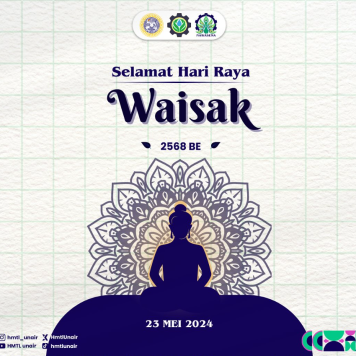 Selamat Hari Raya
Waisak
2568 BE
23 MEI 2024
hmtl_unair
HmtlUnair
HMTL unair
hmtlunair